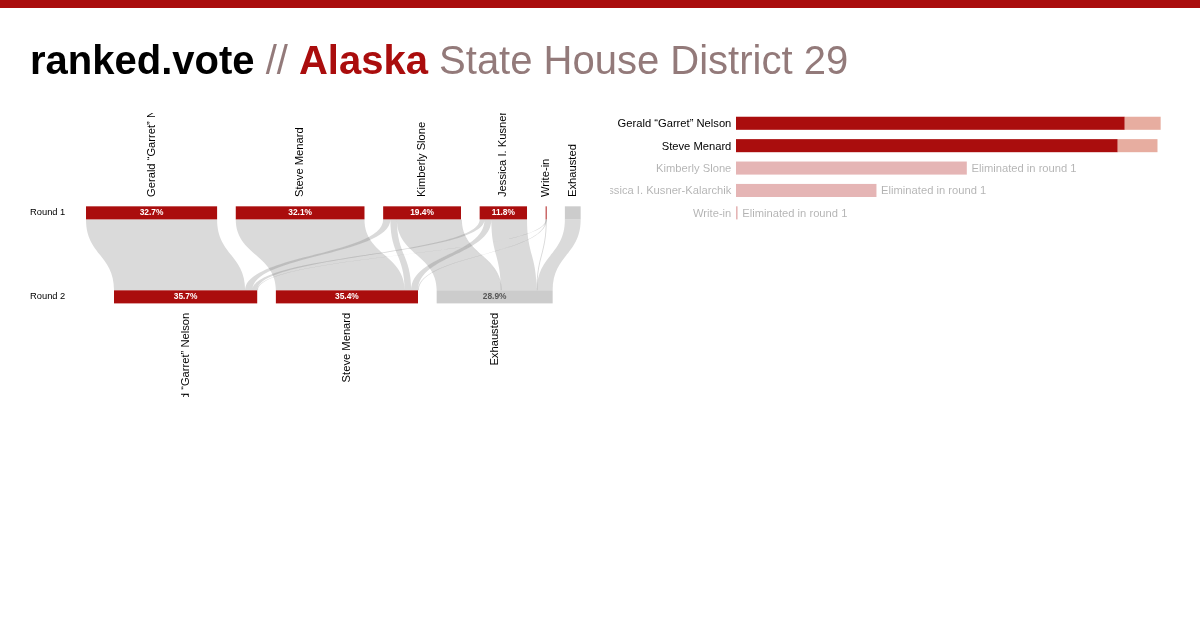 ranked.vote // Alaska State House District 29
Gerald “Garret” N
Steve Menard
Kimberly Slone
Jessica I. Kusner
Write-in
Exhausted
Round 1
32.7%
32.1%
19.4%
11.8%
Round 2
35.7%
35.4%
28.9%
d “Garret” Nelson
Steve Menard
Exhausted
Gerald “Garret” Nelson
Steve Menard
Kimberly Slone Eliminated in round 1
ssica I. Kusner-Kalarchik Eliminated in round 1
Write-in Eliminated in round 1